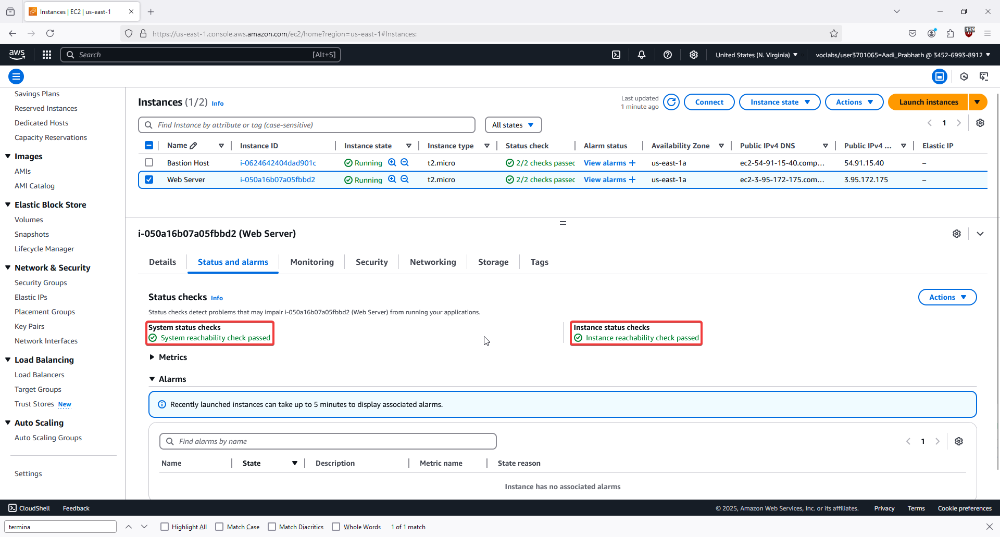 Instances | EC2 | us-east-1
https://us-east-1.console.aws.amazon.com/ec2/home?region=us-east-1#Instances:
139
aws
Search
[Alt+S]
United States (N. Virginia)
voclabs/user3701065=Aadi_Prabhath @ 3452-6993-8912
Savings Plans
Reserved Instances
Dedicated Hosts
Capacity Reservations
Images
AMIs
AMI Catalog
Elastic Block Store
Volumes
Snapshots
Lifecycle Manager
Network & Security
Security Groups
Elastic IPs
Placement Groups
Key Pairs
Network Interfaces
Load Balancing
Load Balancers
Target Groups
Trust Stores New
Auto Scaling
Auto Scaling Groups
Settings
Instances (1/2) Info
Last updated
1 minute ago
Connect
Instance state
Actions
Launch instances
Find Instance by attribute or tag (case-sensitive)
All states
1
Name Instance ID Instance state Instance type Status check Alarm status Availability Zone Public IPv4 DNS Public IPv4 ... Elastic IP
Bastion Host i-0624642404dad901c Running t2.micro 2/2 checks passec View alarms + us-east-1a ec2-54-91-15-40.comp... 54.91.15.40 –
Web Server i-050a16b07a05fbbd2 Running t2.micro 2/2 checks passec View alarms + us-east-1a ec2-3-95-172-175.com... 3.95.172.175 –
i-050a16b07a05fbbd2 (Web Server)
Details Status and alarms Monitoring Security Networking Storage Tags
Status checks Info
Actions
Status checks detect problems that may impair i-050a16b07a05fbbd2 (Web Server) from running your applications.
System status checks
System reachability check passed
Instance status checks
Instance reachability check passed
Metrics
Alarms
Recently launched instances can take up to 5 minutes to display associated alarms.
Find alarms by name
1
Name State Description Metric name State reason
Instance has no associated alarms
CloudShell Feedback © 2025, Amazon Web Services, Inc. or its affiliates. Privacy Terms Cookie preferences
termina Highlight All Match Case Match Diacritics Whole Words 1 of 1 match